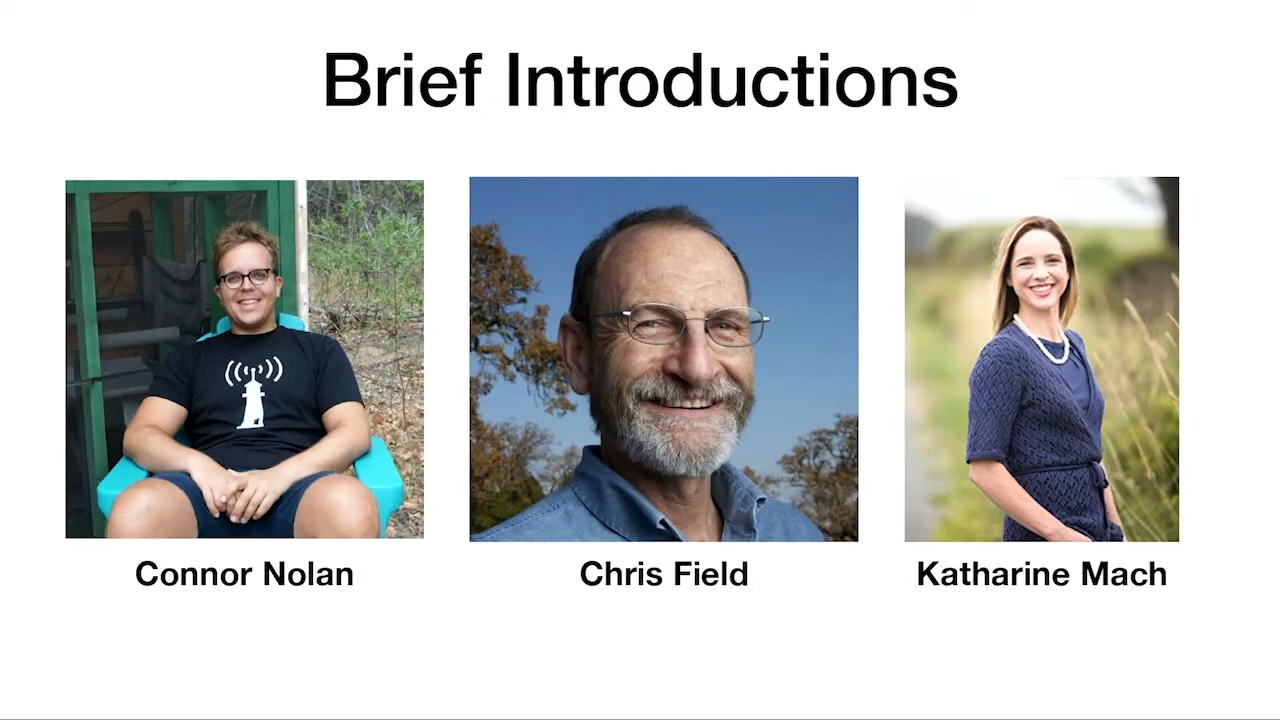 Brief Introductions
Connor Nolan
Chris Field
Katharine Mach